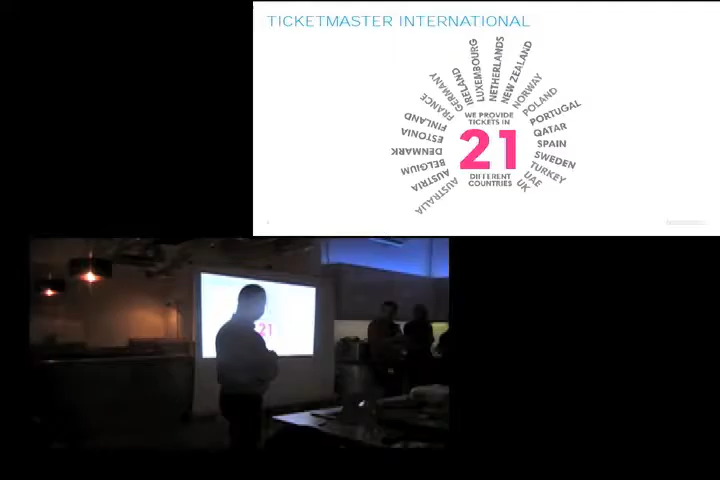 TICKETMASTER INTERNATIONAL
AUSTRALIA
AUSTRIA
BELGIUM
DENMARK
ESTONIA
FINLAND
FRANCE
GERMANY
IRELAND
LUXEMBOURG
NETHERLANDS
NEW ZEALAND
NORWAY
POLAND
PORTUGAL
QATAR
SPAIN
SWEDEN
TURKEY
UAE
UK
WE PROVIDE
TICKETS IN
21
DIFFERENT
COUNTRIES
21